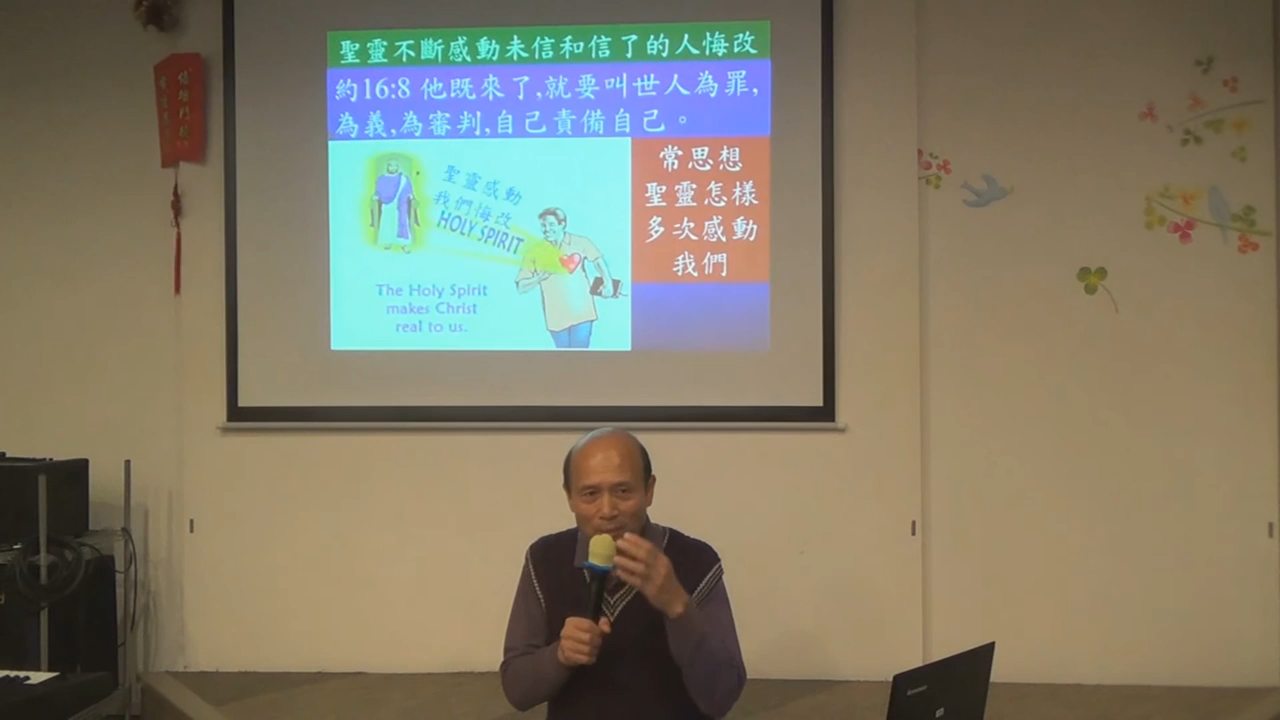 聖靈不斷感動未信和信了的人悔改
約16:8 他既來了,就要叫世人為罪,
為義,為審判,自己責備自己。
聖靈感動
我們悔改
HOLY SPIRIT
The Holy Spirit
makes Christ
real to us.
常思想
聖靈怎樣
多次感動
我們
lenovo